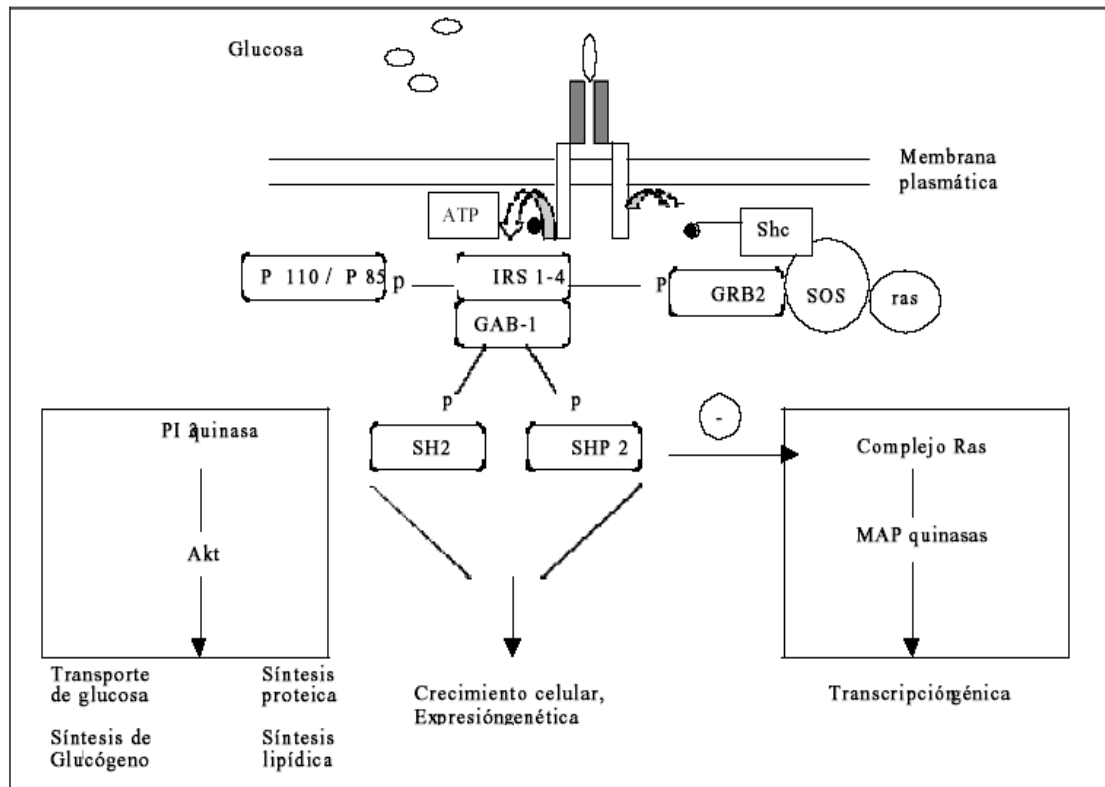 Glucosa
Membrana
plasmática
ATP
Shc
P 110 / P 85
p
IRS 1-4
P
GRB2
SOS
ras
GAB-1
p
p
-
PI 3 quinasa
SH2
SHP 2
Complejo Ras
Akt
MAP quinasas
Transporte
de glucosa
Síntesis
proteica
Síntesis de
Glucógeno
Síntesis
lipídica
Crecimiento celular,
Expresióngenética
Transcripcióngénica